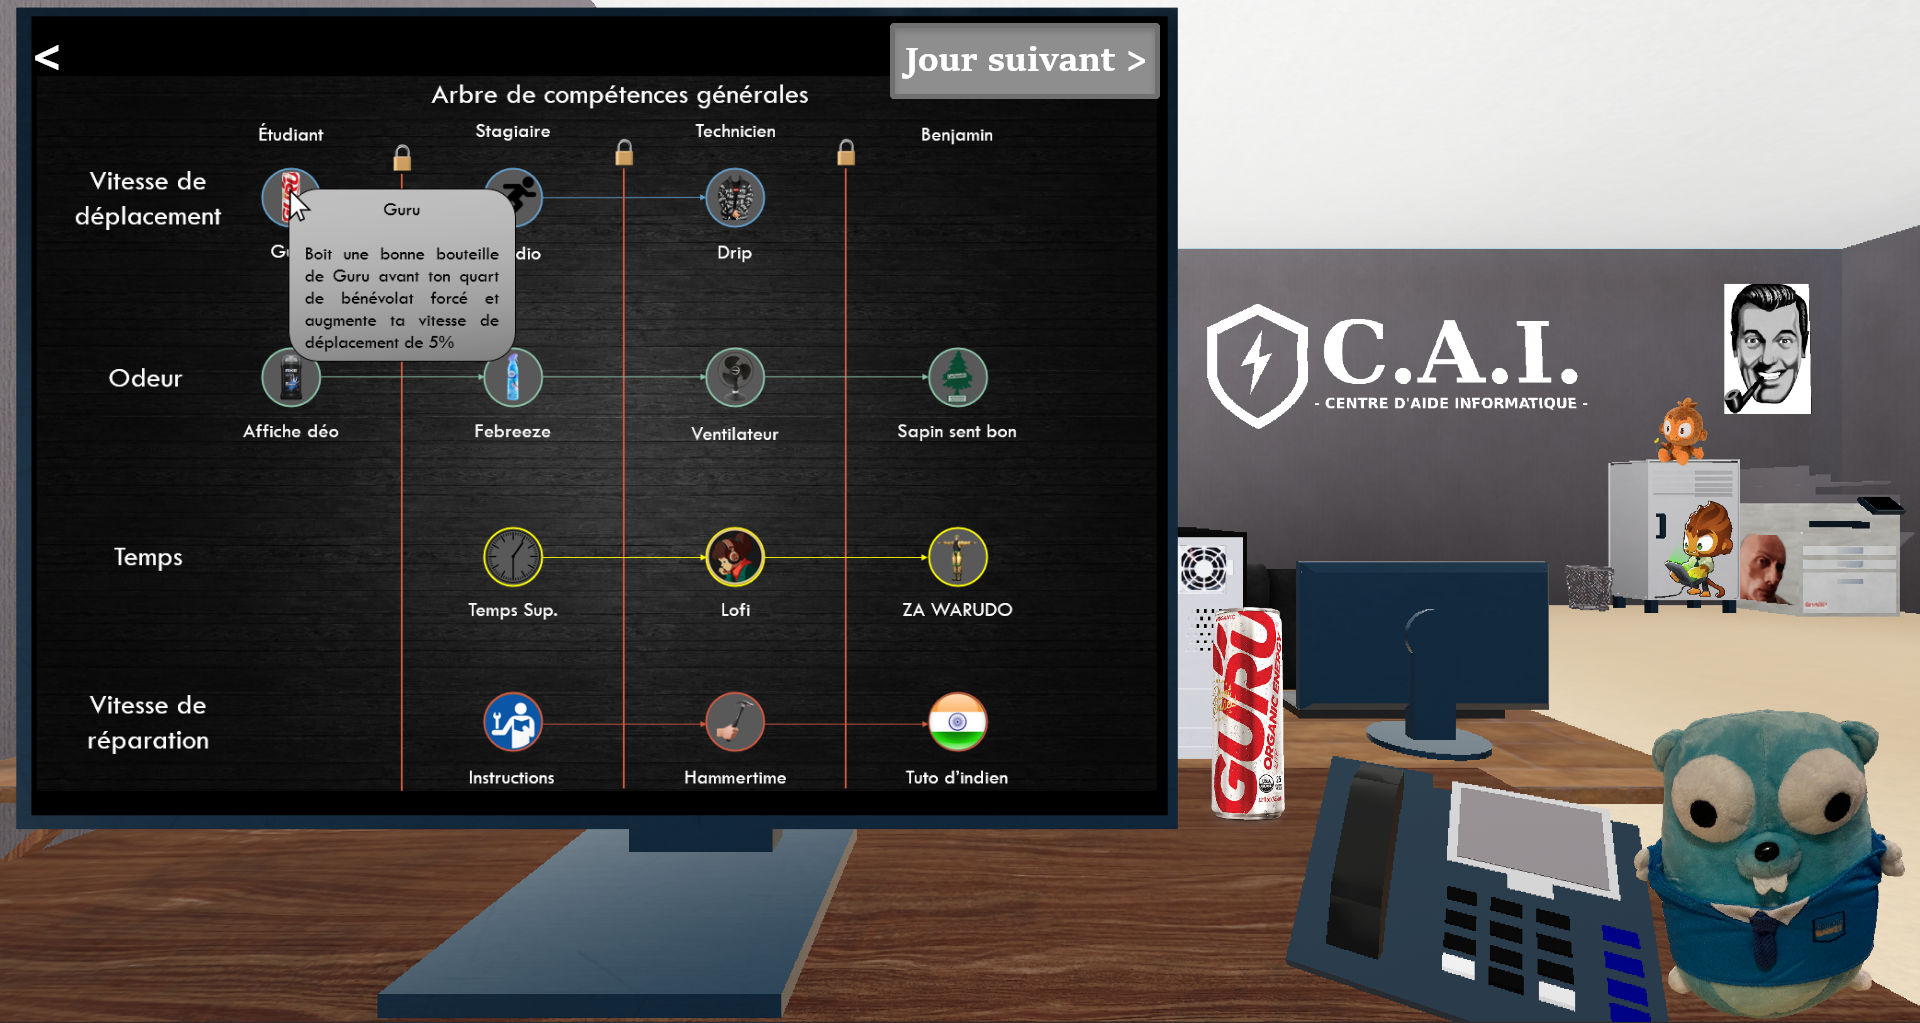 <
Jour suivant >
Arbre de compétences générales
Étudiant
Stagiaire
Technicien
Benjamin
Vitesse de
déplacement
Guru
Boit une bonne bouteille
de Guru avant ton quart
de bénévolat forcé et
augmente ta vitesse de
déplacement de 5%
Drip
Odeur
Affiche déo
Febreeze
Ventilateur
Sapin sent bon
Temps
Temps Sup.
Lofi
ZA WARUDO
Vitesse de
réparation
Instructions
Hammertime
Tuto d'indien
C.A.I.
- CENTRE D'AIDE INFORMATIQUE -
GURU
ORGANIC ENERGY